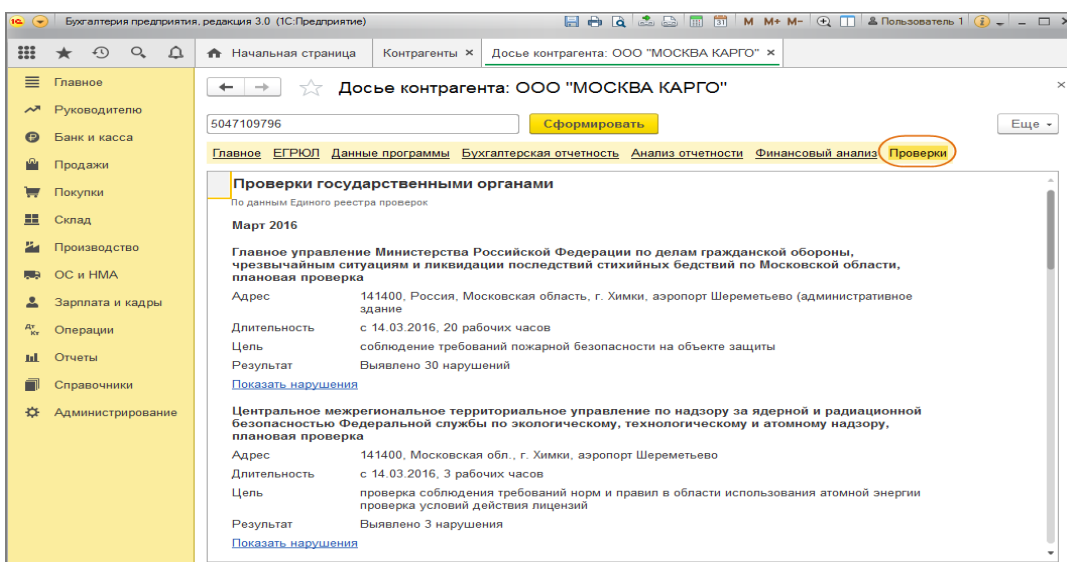 Бухгалтерия предприятия, редакция 3.0 (1С:Предприятие)
M M+ M- Пользователь 1
Начальная страница Контрагенты × Досье контрагента: ООО "МОСКВА КАРГО" ×
Главное
Руководителю
Банк и касса
Продажи
Покупки
Склад
Производство
ОС и НМА
Зарплата и кадры
Операции
Отчеты
Справочники
Администрирование
Досье контрагента: ООО "МОСКВА КАРГО"
5047109796 Сформировать Еще
Главное ЕГРЮЛ Данные программы Бухгалтерская отчетность Анализ отчетности Финансовый анализ Проверки
Проверки государственными органами
По данным Единого реестра проверок
Март 2016
Главное управление Министерства Российской Федерации по делам гражданской обороны,
чрезвычайным ситуациям и ликвидации последствий стихийных бедствий по Московской области,
плановая проверка
Адрес 141400, Россия, Московская область, г. Химки, аэропорт Шереметьево (административное
здание
Длительность с 14.03.2016, 20 рабочих часов
Цель соблюдение требований пожарной безопасности на объекте защиты
Результат Выявлено 30 нарушений
Показать нарушения
Центральное межрегиональное территориальное управление по надзору за ядерной и радиационной
безопасностью Федеральной службы по экологическому, технологическому и атомному надзору,
плановая проверка
Адрес 141400, Московская обл., г. Химки, аэропорт Шереметьево
Длительность с 14.03.2016, 3 рабочих часов
Цель проверка соблюдения требований норм и правил в области использования атомной энергии
проверка условий действия лицензий
Результат Выявлено 3 нарушения
Показать нарушения